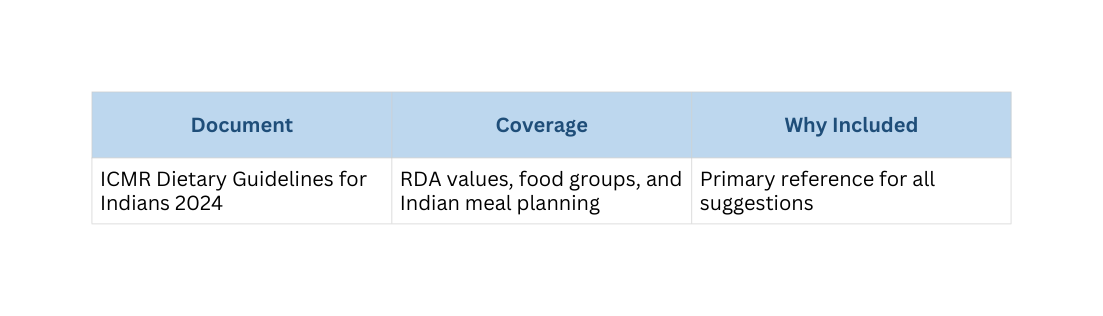 Document
Coverage
Why Included
ICMR Dietary Guidelines for
Indians 2024
RDA values, food groups, and
Indian meal planning
Primary reference for all
suggestions